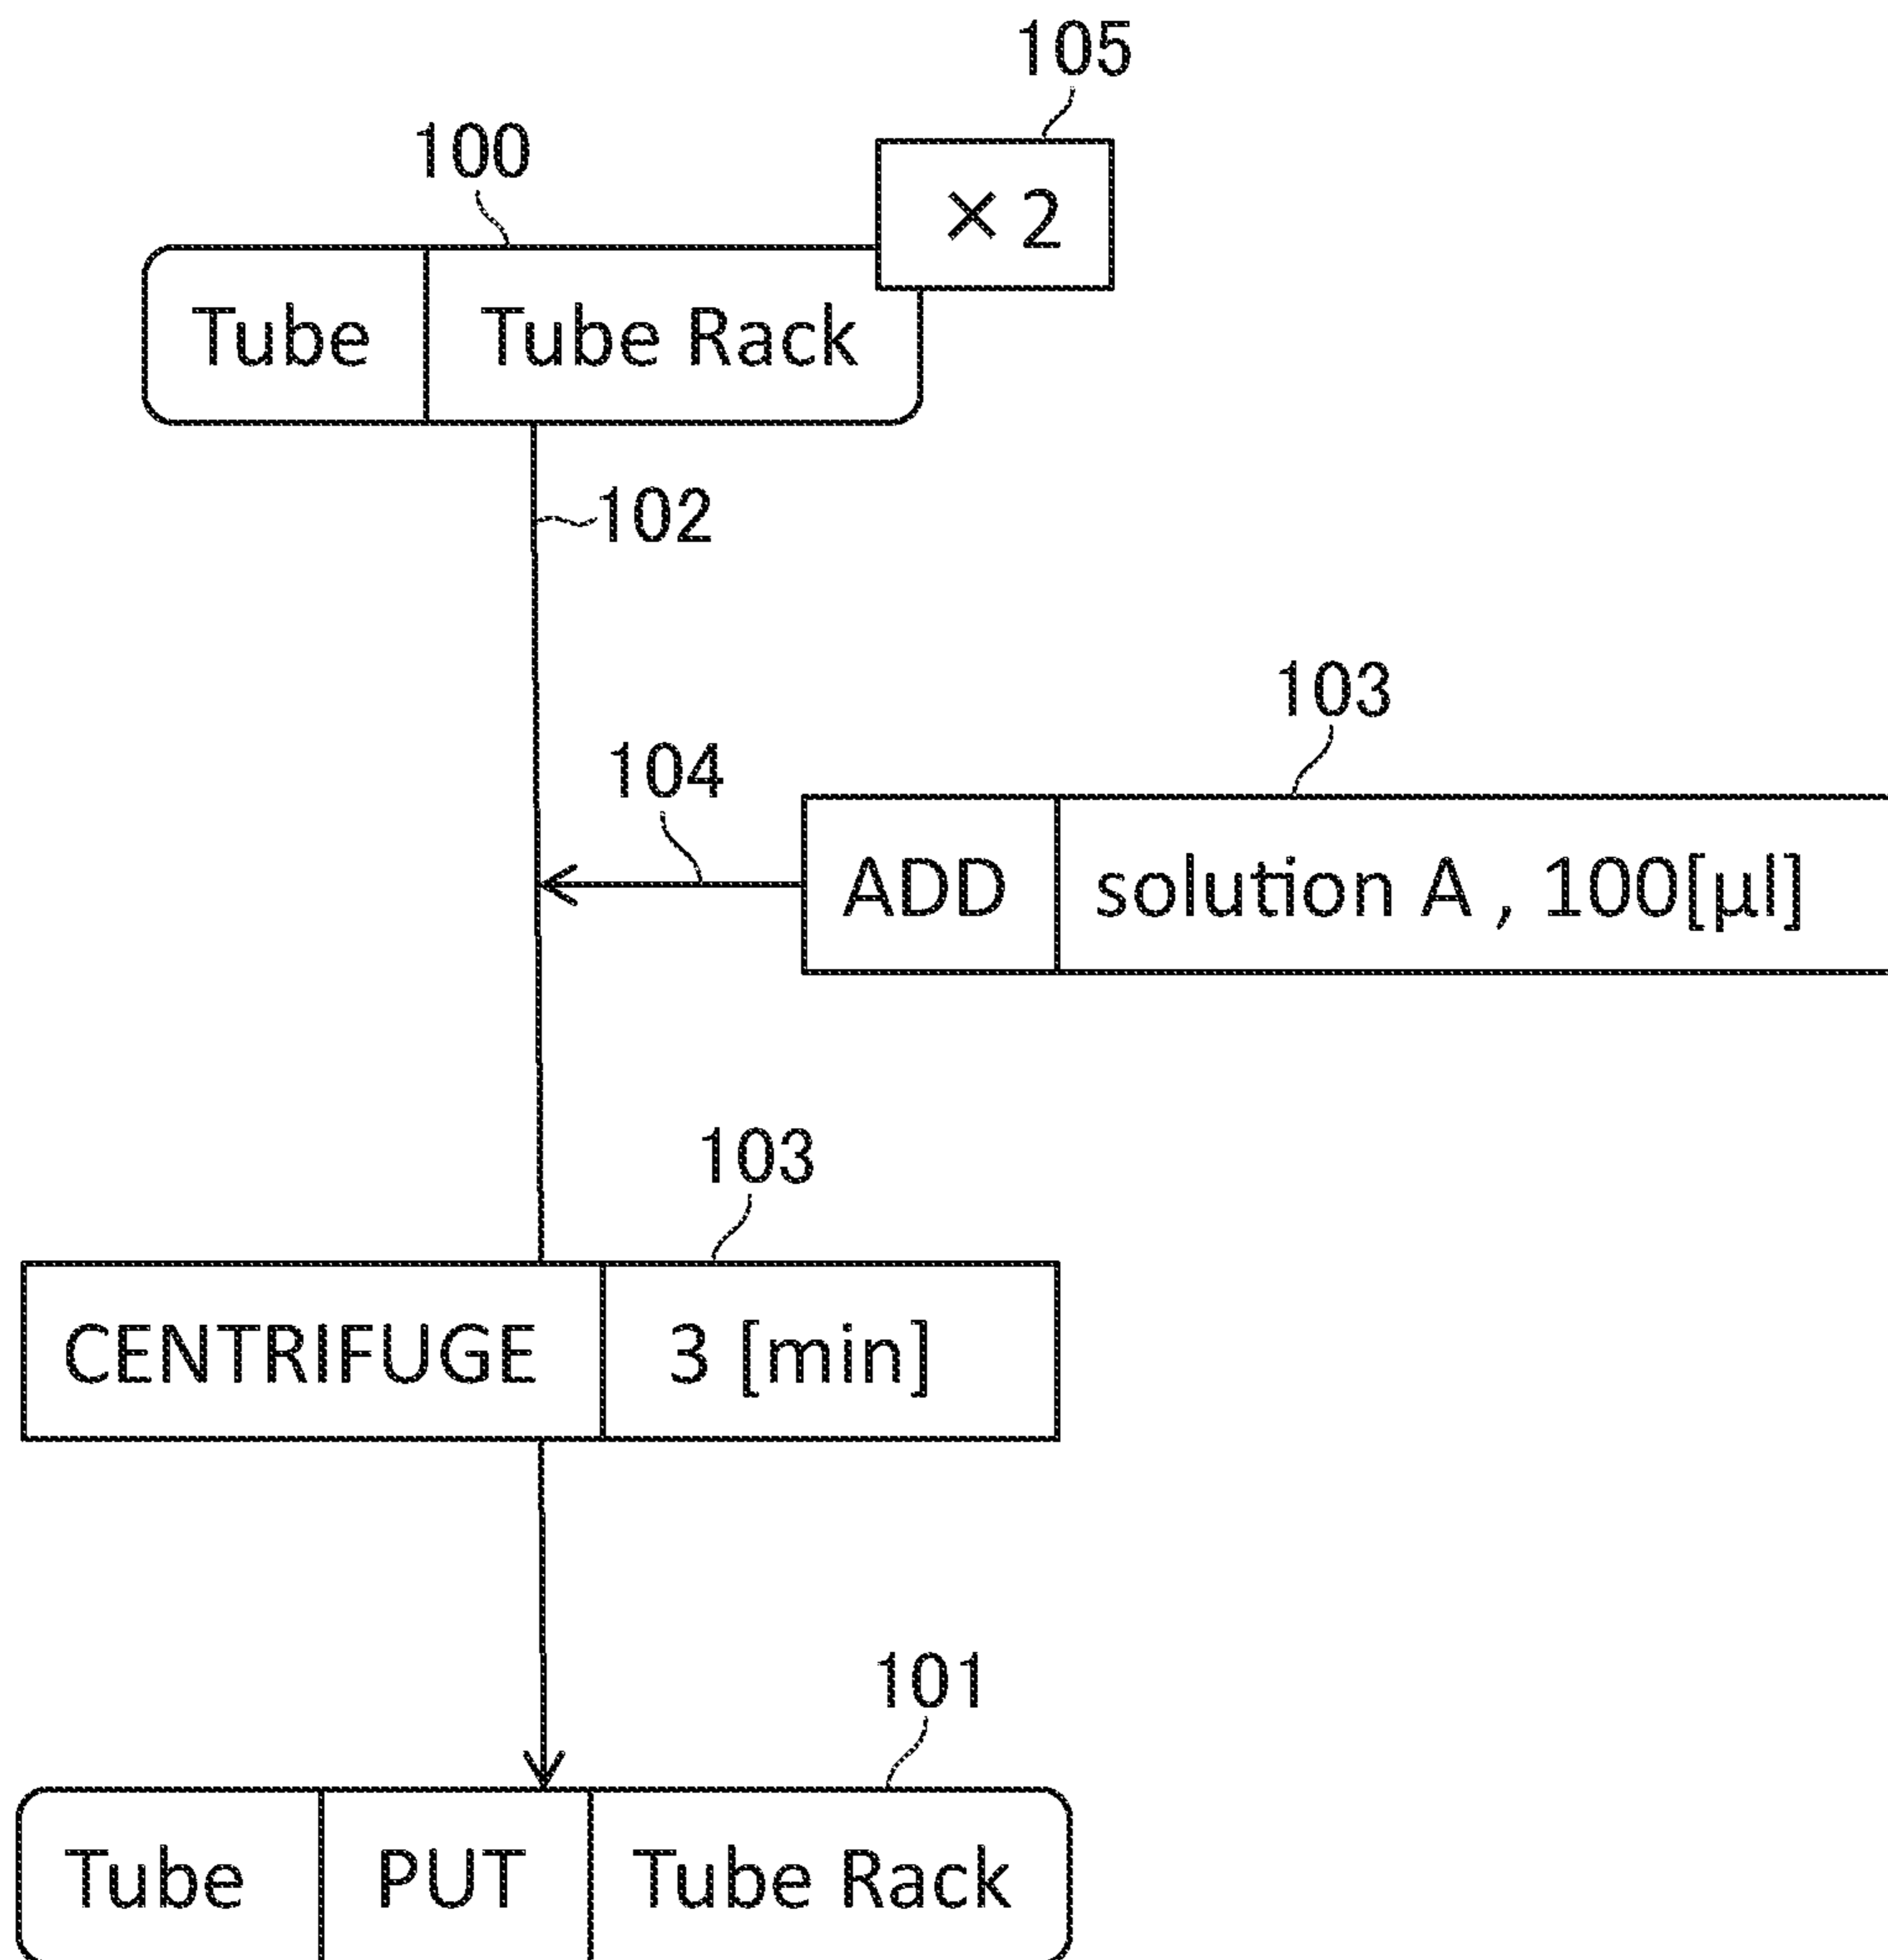 105
100
× 2
Tube Tube Rack
102
103
104
ADD solution A , 100[µl]
103
CENTRIFUGE 3 [min]
101
Tube PUT Tube Rack